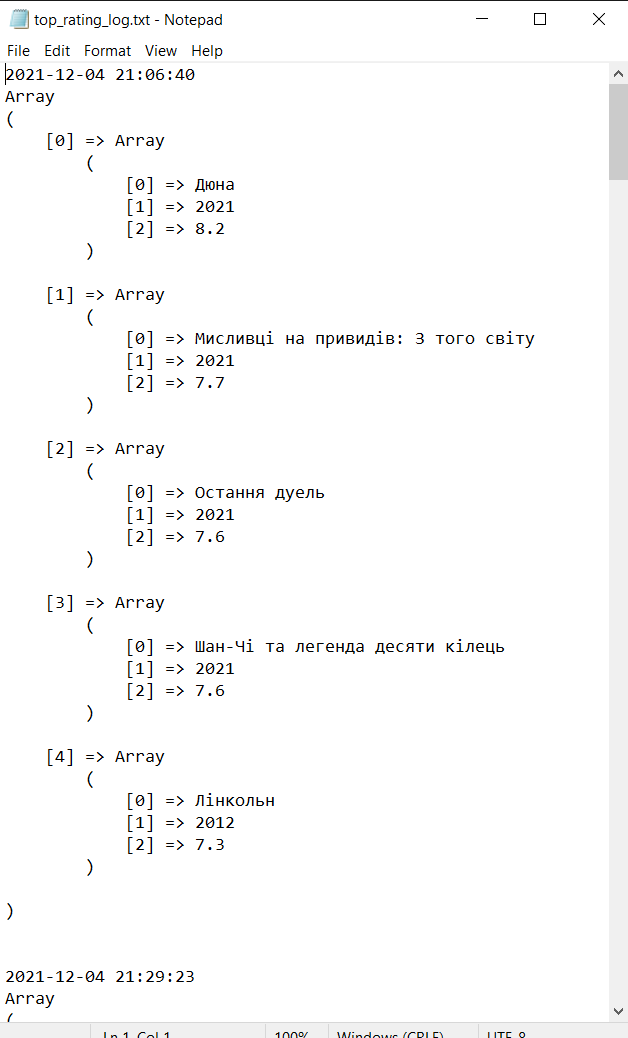 top_rating_log.txt - Notepad
File Edit Format View Help
2021-12-04 21:06:40
Array
(
    [0] => Array
        (
            [0] => Дюна
            [1] => 2021
            [2] => 8.2
        )

    [1] => Array
        (
            [0] => Мисливці на привидів: З того світу
            [1] => 2021
            [2] => 7.7
        )

    [2] => Array
        (
            [0] => Остання дуель
            [1] => 2021
            [2] => 7.6
        )

    [3] => Array
        (
            [0] => Шан-Чі та легенда десяти кілець
            [1] => 2021
            [2] => 7.6
        )

    [4] => Array
        (
            [0] => Лінкольн
            [1] => 2012
            [2] => 7.3
        )

)

2021-12-04 21:29:23
Array
(
Ln 1, Col 1 100% Windows (CRLF) UTF-8